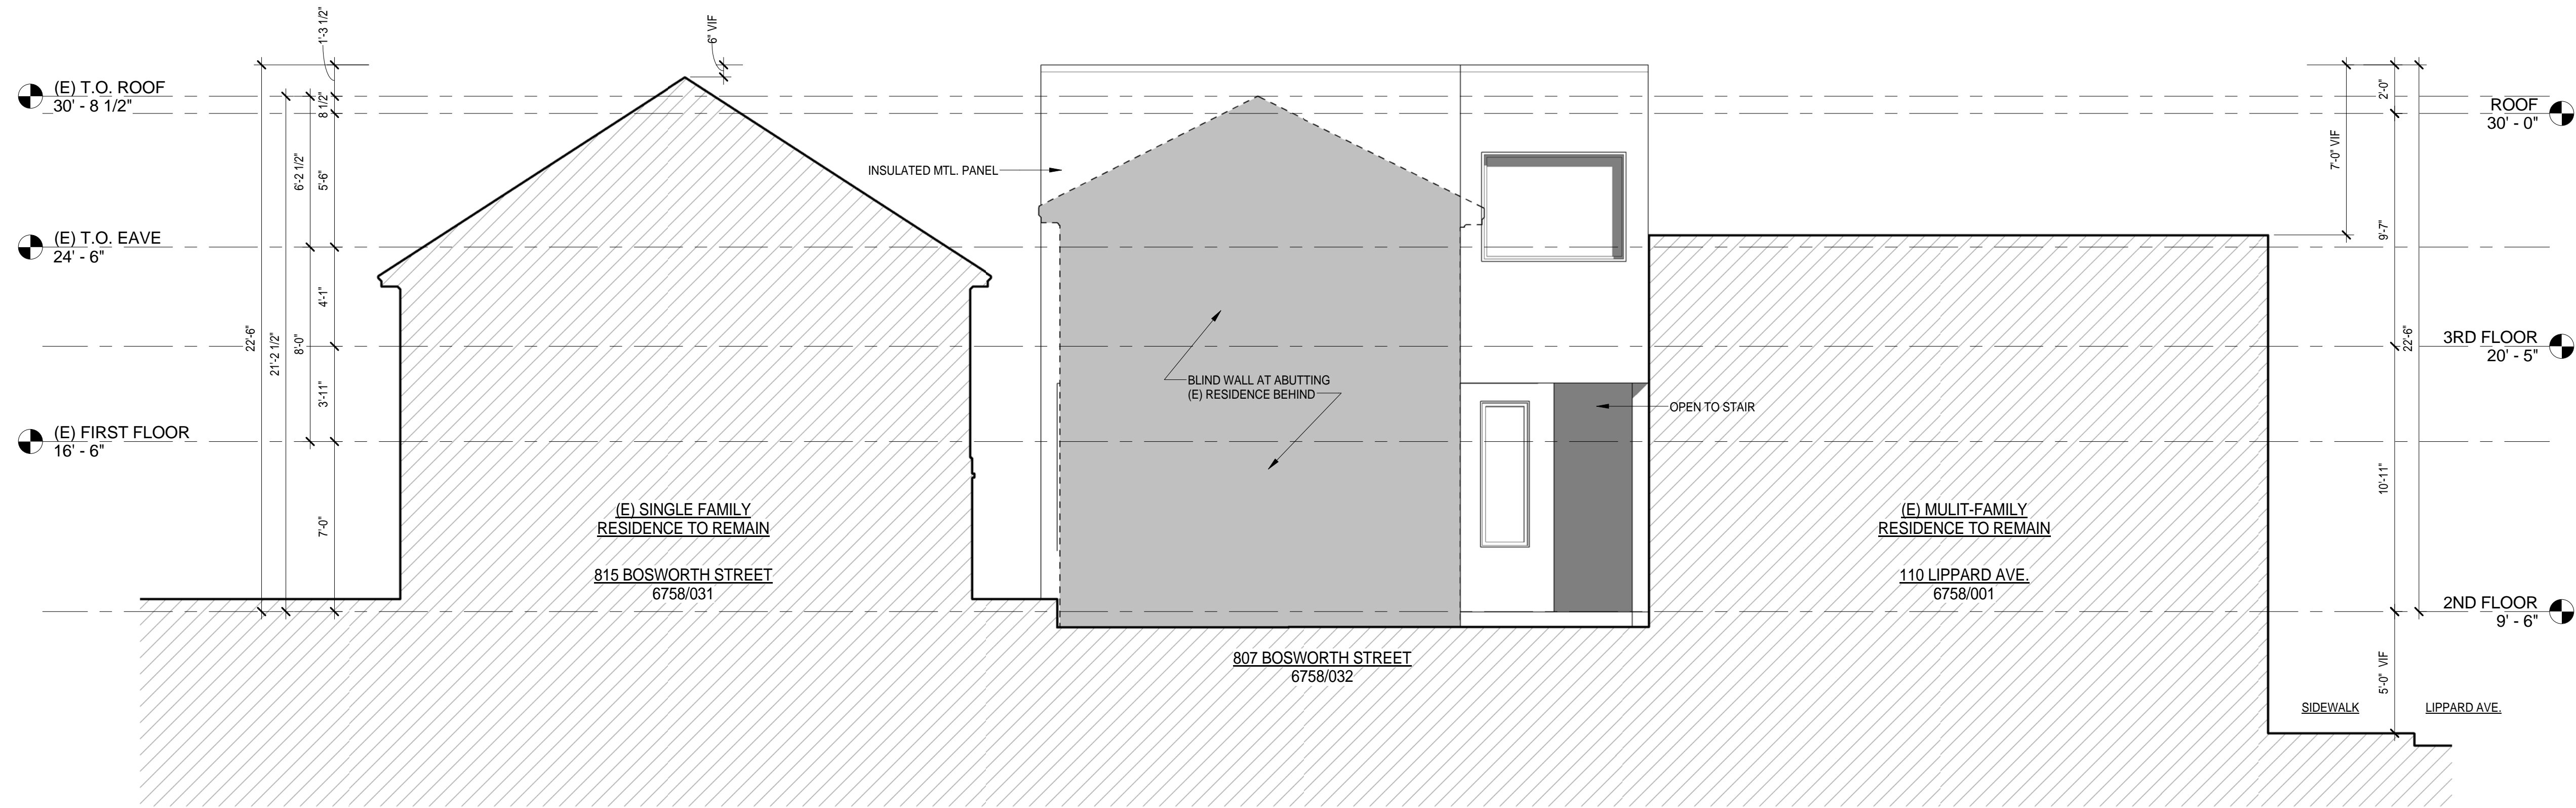 1'-3 1/2"
6" VIF
(E) T.O. ROOF
30' - 8 1/2"
8 1/2"
2'-0"
ROOF
30' - 0"
6'-2 1/2"
5'-6"
INSULATED MTL. PANEL
7'-0" VIF
(E) T.O. EAVE
24' - 6"
9'-7"
4'-1"
22'-6"
21'-2 1/2"
8'-0"
22'-6"
3RD FLOOR
20' - 5"
3'-11"
BLIND WALL AT ABUTTING
(E) RESIDENCE BEHIND
OPEN TO STAIR
(E) FIRST FLOOR
16' - 6"
10'-11"
7'-0"
(E) SINGLE FAMILY
RESIDENCE TO REMAIN
815 BOSWORTH STREET
6758/031
(E) MULIT-FAMILY
RESIDENCE TO REMAIN
110 LIPPARD AVE.
6758/001
2ND FLOOR
9' - 6"
807 BOSWORTH STREET
6758/032
5'-0" VIF
SIDEWALK
LIPPARD AVE.